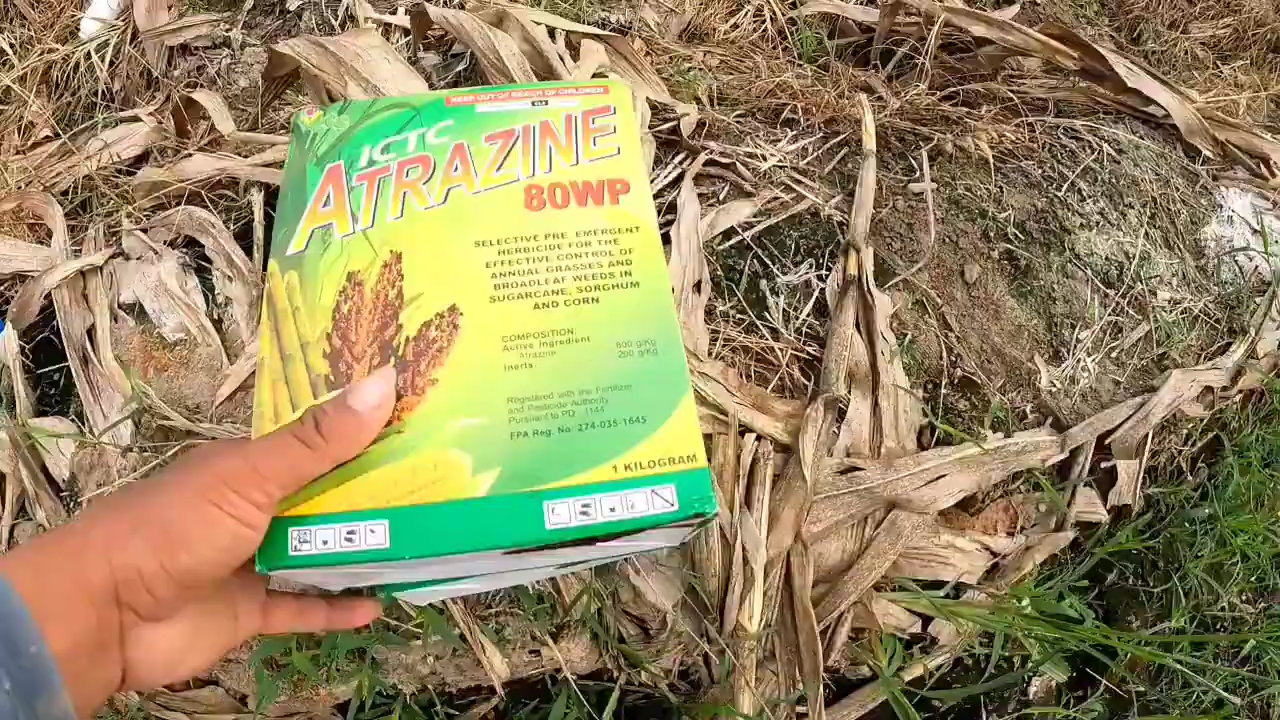 KEEP OUT OF REACH OF CHILDREN
ICTC
ATRAZINE
80WP
SELECTIVE PRE EMERGENT
HERBICIDE FOR THE
EFFECTIVE CONTROL OF
ANNUAL GRASSES AND
BROADLEAF WEEDS IN
SUGARCANE, SORGHUM
AND CORN
COMPOSITION:
Active Ingredient
Atrazine 800 g/Kg
Inerts 200 g/Kg
Registered with the Fertilizer
and Pesticide Authority
Pursuant to PD 1144
EPA Reg. No: 274-035-1645
1 KILOGRAM